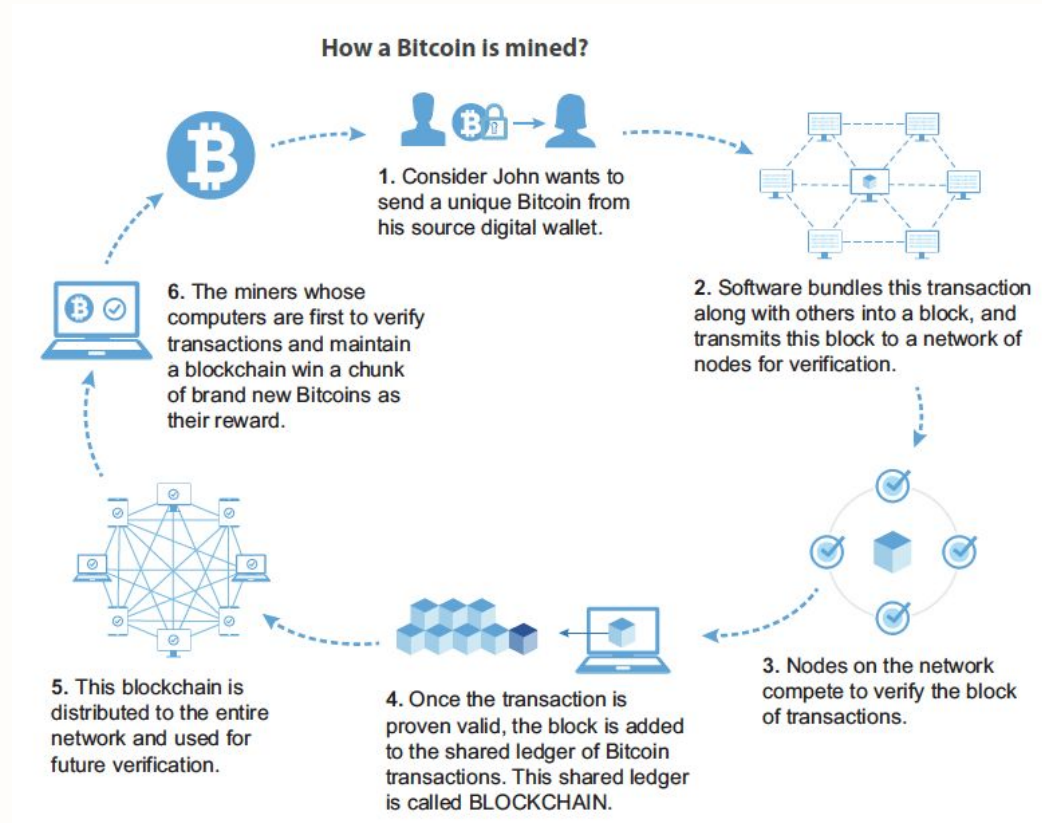 How a Bitcoin is mined?
1. Consider John wants to
send a unique Bitcoin from
his source digital wallet.
2. Software bundles this transaction
along with others into a block, and
transmits this block to a network of
nodes for verification.
3. Nodes on the network
compete to verify the block
of transactions.
4. Once the transaction is
proven valid, the block is added
to the shared ledger of Bitcoin
transactions. This shared ledger
is called BLOCKCHAIN.
5. This blockchain is
distributed to the entire
network and used for
future verification.
6. The miners whose
computers are first to verify
transactions and maintain
a blockchain win a chunk
of brand new Bitcoins as
their reward.